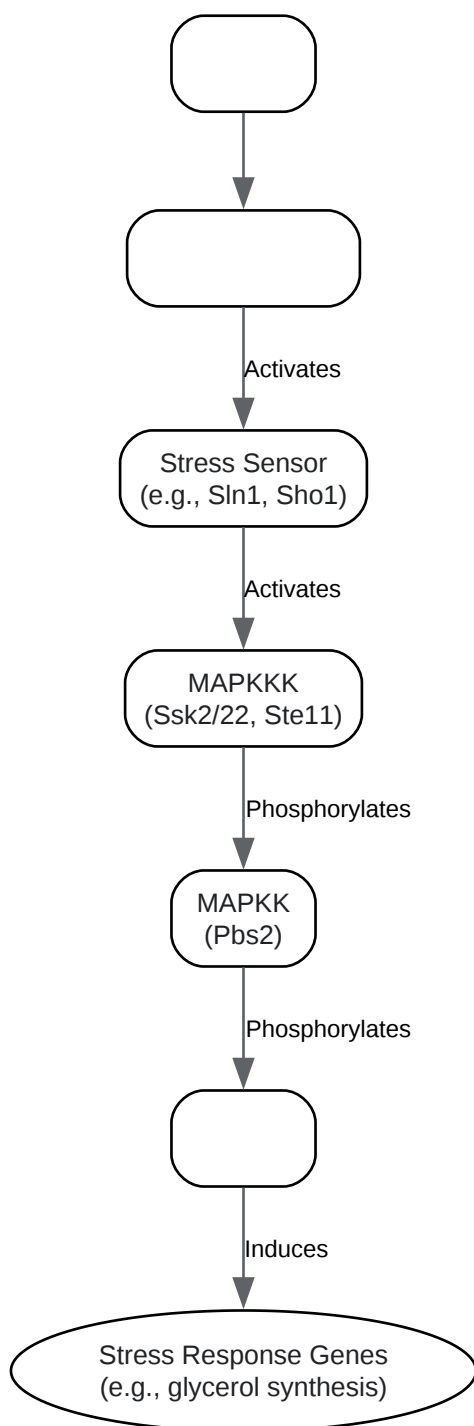 Activates
Stress Sensor
(e.g., Sln1, Sho1)
Activates
MAPKKK
(Ssk2/22, Ste11)
Phosphorylates
MAPKK
(Pbs2)
Phosphorylates
Induces
Stress Response Genes
(e.g., glycerol synthesis)